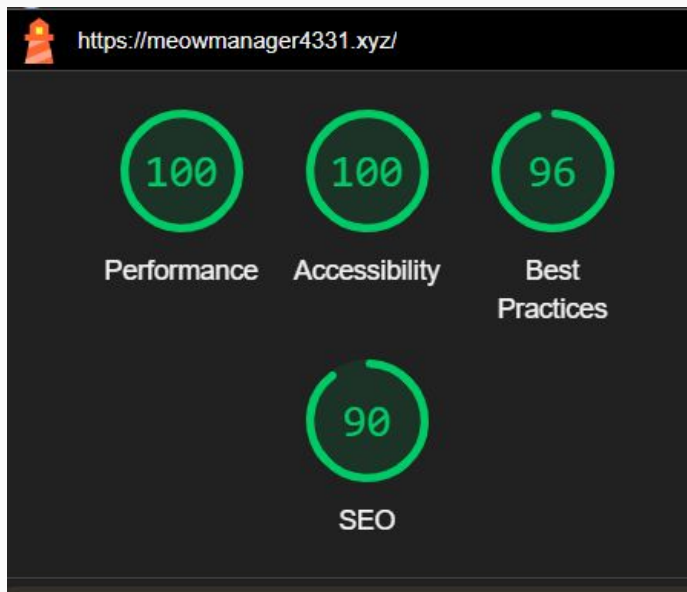 https://meowmanager4331.xyz/
100
100
96
Performance
Accessibility
Best
Practices
90
SEO